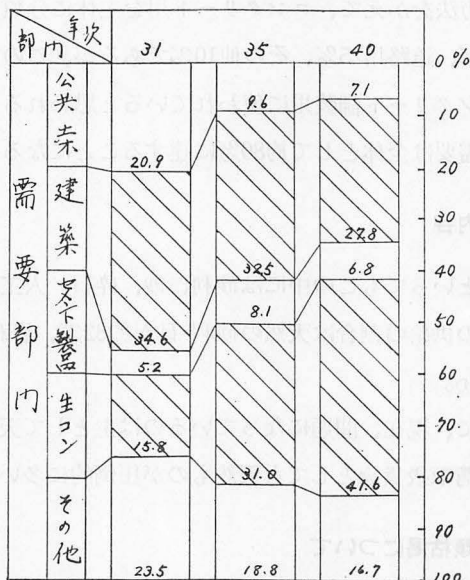 年次 31 35 40 0%
部門
公共 9.6 7.1
10
土木 20.9 20
需要部門
建築 27.8 30
32.5 6.8 40
セメント製品 34.6 8.1 50
5.2 60
生コン 15.8 70
31.0 41.6 80
その他 90
23.5 18.8 16.7 100